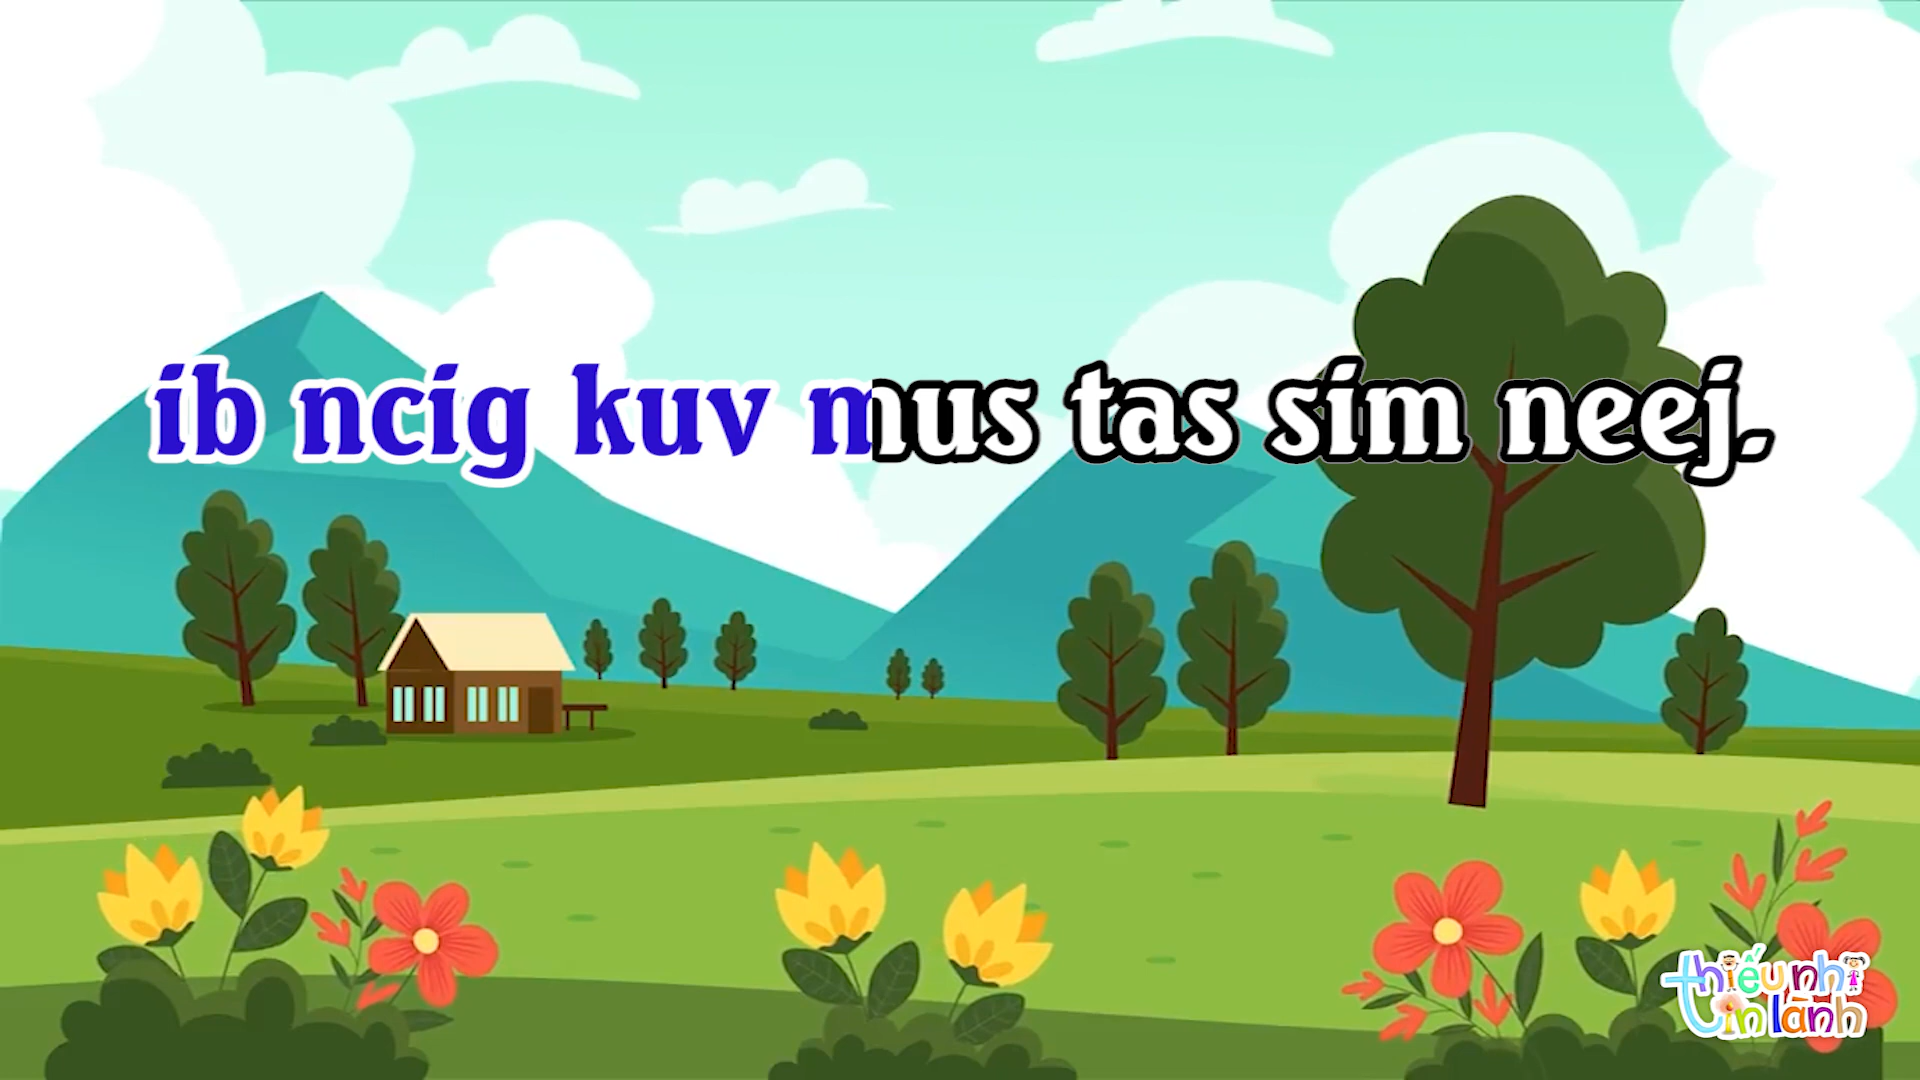 ib ncig kuv mus tas sim neej.
thiếu nhi
tin lành